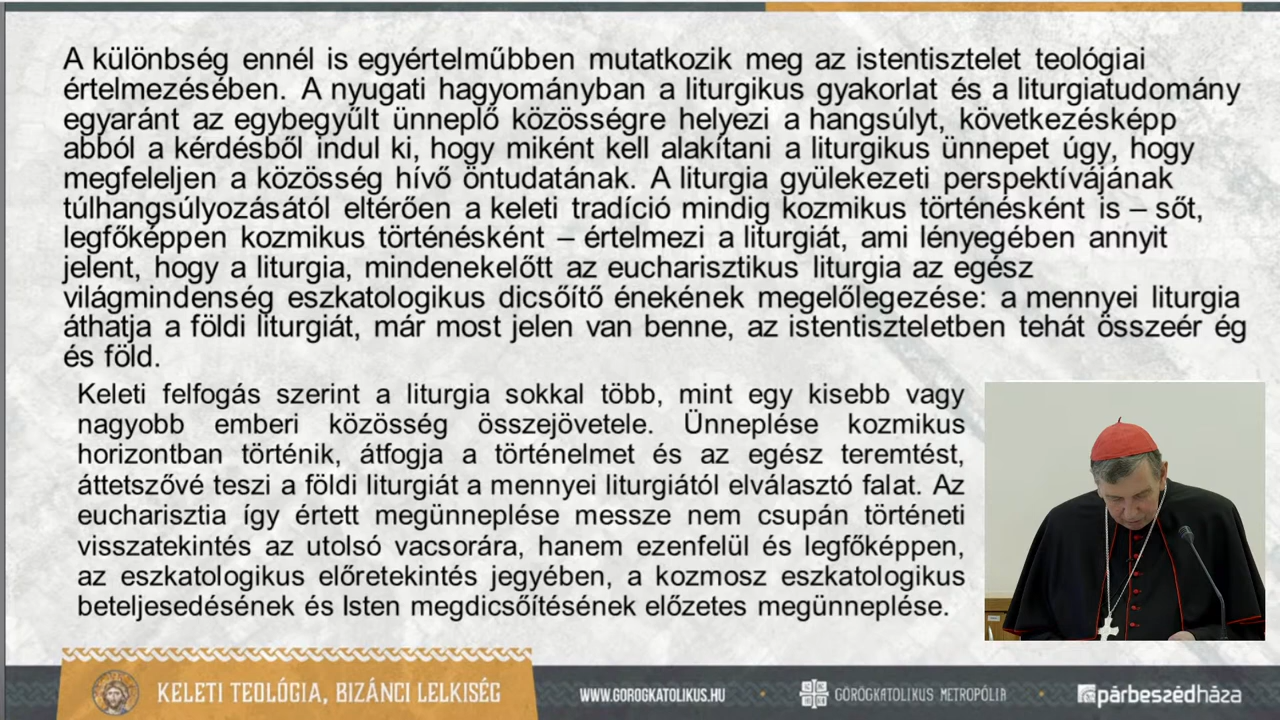 A különbség ennél is egyértelműbben mutatkozik meg az istentisztelet teológiai
értelmezésében. A nyugati hagyományban a liturgikus gyakorlat és a liturgiatudomány
egyaránt az egybegyűlt ünneplő közösségre helyezi a hangsúlyt, következésképp
abból a kérdésből indul ki, hogy miként kell alakítani a liturgikus ünnepet úgy, hogy
megfeleljen a közösség hívő öntudatának. A liturgia gyülekezeti perspektívájának
túlhangsúlyozásától eltérően a keleti tradíció mindig kozmikus történésként is – sőt,
legfőképpen kozmikus történésként – értelmezi a liturgiát, ami lényegében annyit
jelent, hogy a liturgia, mindenekelőtt az eucharisztikus liturgia az egész
világmindenség eszkatologikus dicsőítő énekének megelőlegezése: a mennyei liturgia
áthatja a földi liturgiát, már most jelen van benne, az istentiszteletben tehát összeér ég
és föld.
Keleti felfogás szerint a liturgia sokkal több, mint egy kisebb vagy
nagyobb emberi közösség összejövetele. Ünneplése kozmikus
horizontban történik, átfogja a történelmet és az egész teremtést,
áttetszővé teszi a földi liturgiát a mennyei liturgiától elválasztó falat. Az
eucharisztia így értett megünneplése messze nem csupán történeti
visszatekintés az utolsó vacsorára, hanem ezenfelül és legfőképpen,
az eszkatologikus előretekintés jegyében, a kozmosz eszkatologikus
beteljesedésének és Isten megdicsőítésének előzetes megünneplése.
KELETI TEOLÓGIA, BIZÁNCI LELKISÉG
WWW.GOROGKATOLIKUS.HU
GÖRÖGKATOLIKUS METROPÓLIA
párbeszédháza